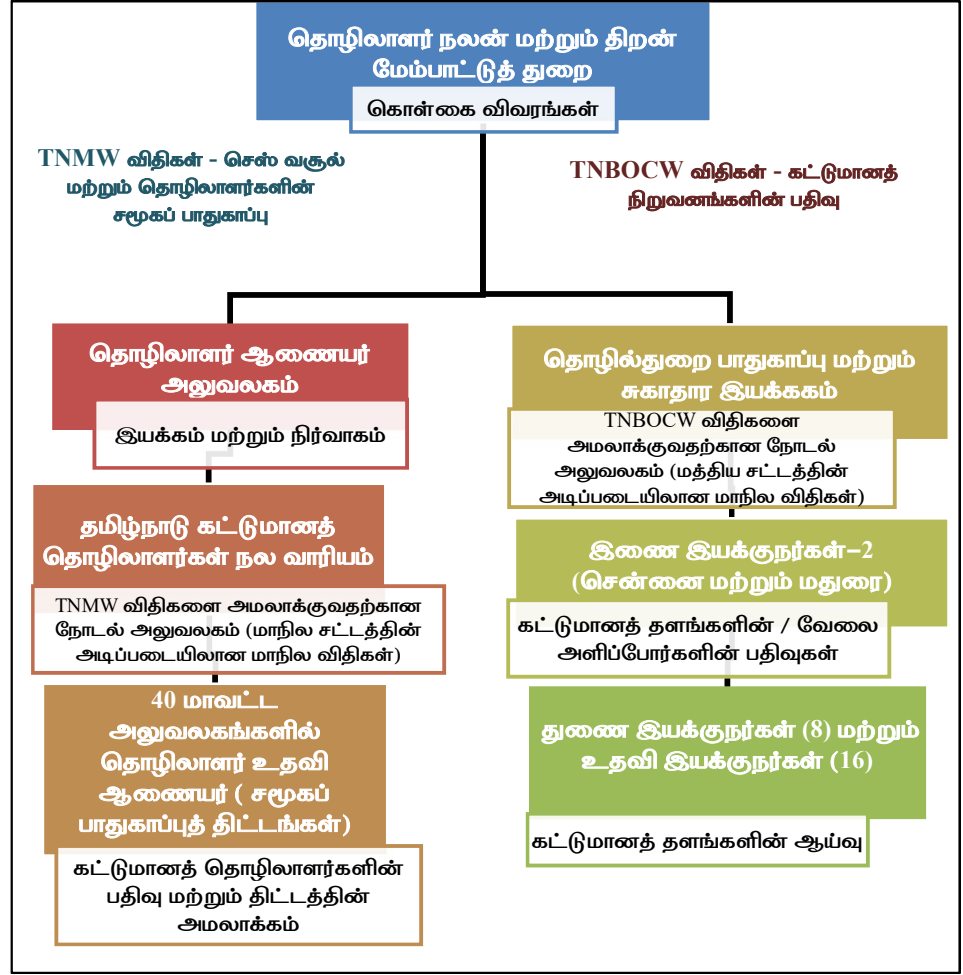 தொழிலாளர் நலன் மற்றும் திறன்
மேம்பாட்டுத் துறை
கொள்கை விவரங்கள்
TNMW விதிகள் - செஸ் வசூல்
மற்றும் தொழிலாளர்களின்
சமூகப் பாதுகாப்பு
TNBOCW விதிகள் - கட்டுமானத்
நிறுவனங்களின் பதிவு
தொழிலாளர் ஆணையர்
அலுவலகம்
இயக்கம் மற்றும் நிர்வாகம்
தமிழ்நாடு கட்டுமானத்
தொழிலாளர்கள் நல வாரியம்
TNMW விதிகளை அமலாக்குவதற்கான
நோடல் அலுவலகம் (மாநில சட்டத்தின்
அடிப்படையிலான மாநில விதிகள்)
40 மாவட்ட
அலுவலகங்களில்
தொழிலாளர் உதவி
ஆணையர் ( சமூகப்
பாதுகாப்புத் திட்டங்கள்)
கட்டுமானத் தொழிலாளர்களின்
பதிவு மற்றும் திட்டத்தின்
அமலாக்கம்
தொழில்துறை பாதுகாப்பு மற்றும்
சுகாதார இயக்ககம்
TNBOCW விதிகளை
அமலாக்குவதற்கான நோடல்
அலுவலகம் (மத்திய சட்டத்தின்
அடிப்படையிலான மாநில விதிகள்)
இணை இயக்குநர்கள்–2
(சென்னை மற்றும் மதுரை)
கட்டுமானத் தளங்களின் / வேலை
அளிப்போர்களின் பதிவுகள்
துணை இயக்குநர்கள் (8) மற்றும்
உதவி இயக்குநர்கள் (16)
கட்டுமானத் தளங்களின் ஆய்வு